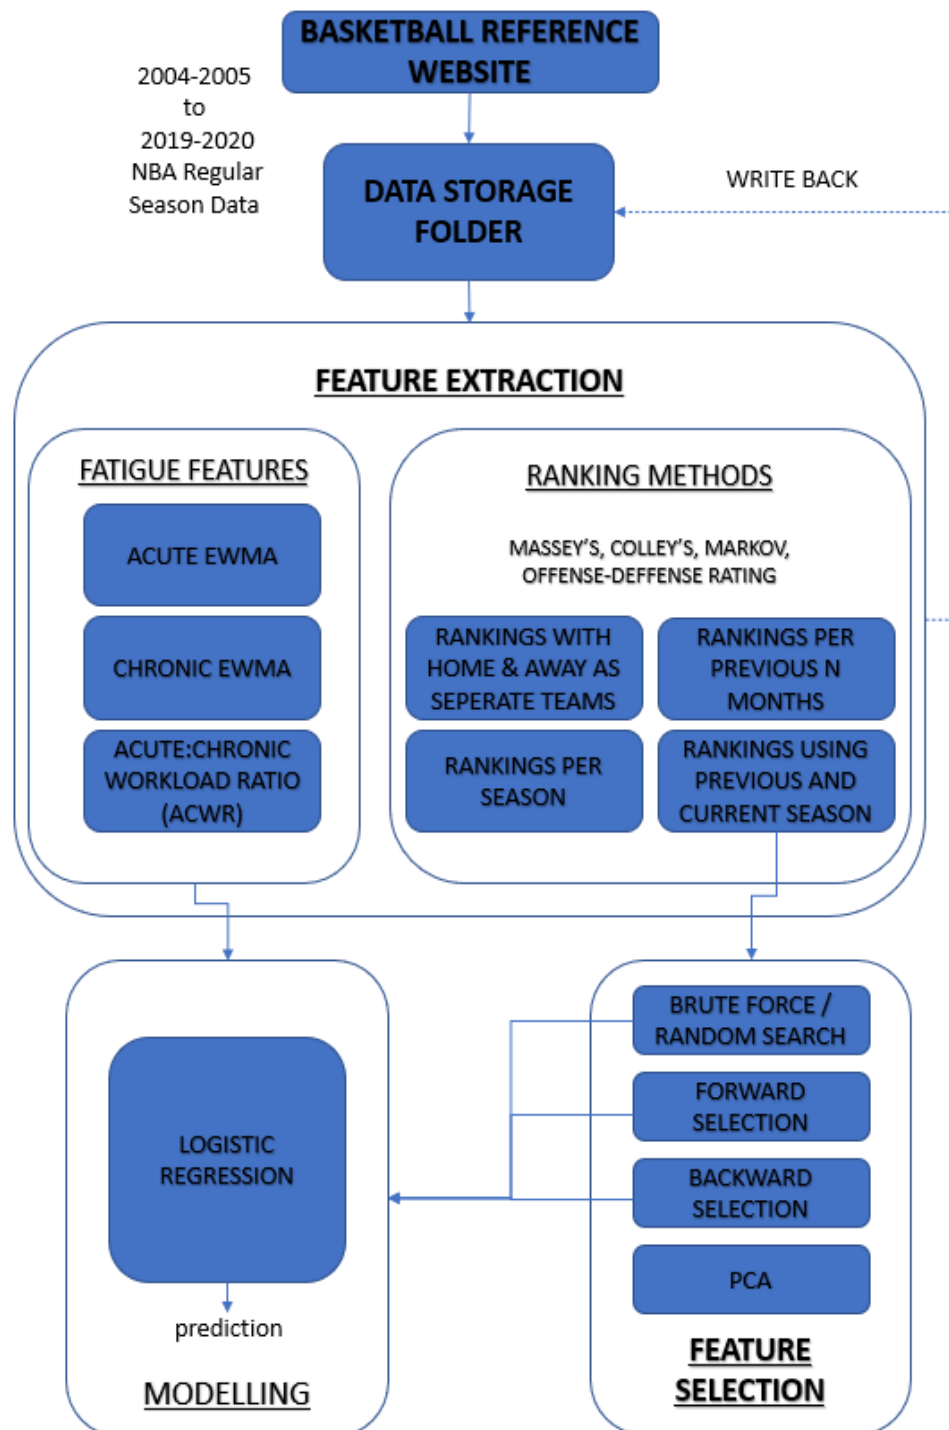 BASKETBALL REFERENCE
WEBSITE
2004-2005
to
2019-2020
NBA Regular
Season Data
DATA STORAGE
FOLDER
WRITE BACK
FEATURE EXTRACTION
FATIGUE FEATURES
ACUTE EWMA
CHRONIC EWMA
ACUTE:CHRONIC
WORKLOAD RATIO
(ACWR)
RANKING METHODS
MASSEY'S, COLLEY'S, MARKOV,
OFFENSE-DEFFENSE RATING
RANKINGS WITH
HOME & AWAY AS
SEPERATE TEAMS
RANKINGS PER
PREVIOUS N
MONTHS
RANKINGS PER
SEASON
RANKINGS USING
PREVIOUS AND
CURRENT SEASON
LOGISTIC
REGRESSION
prediction
MODELLING
BRUTE FORCE /
RANDOM SEARCH
FORWARD
SELECTION
BACKWARD
SELECTION
PCA
FEATURE
SELECTION